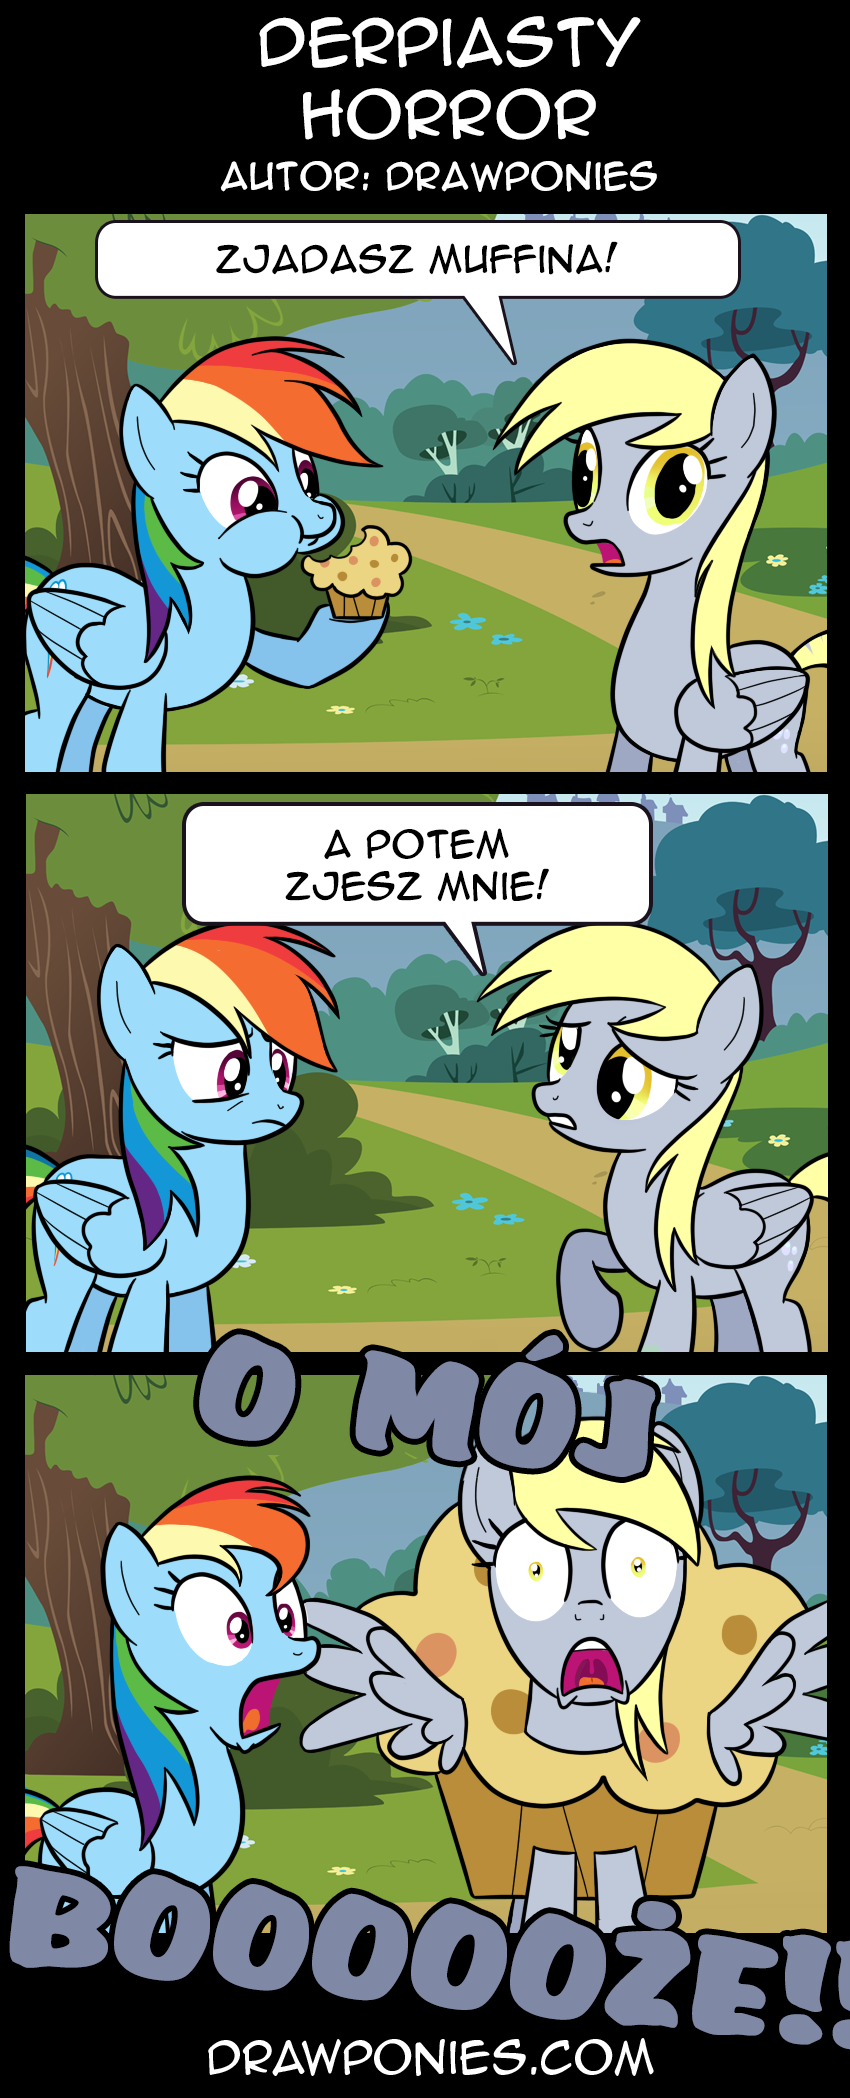 DERPIASTY
HORROR
AUTOR: DRAWPONIES
ZJADASZ MUFFINA!
A POTEM
ZJESZ MNIE!
O MÓJ
BOOOOOŻE!!
DRAWPONIES.COM